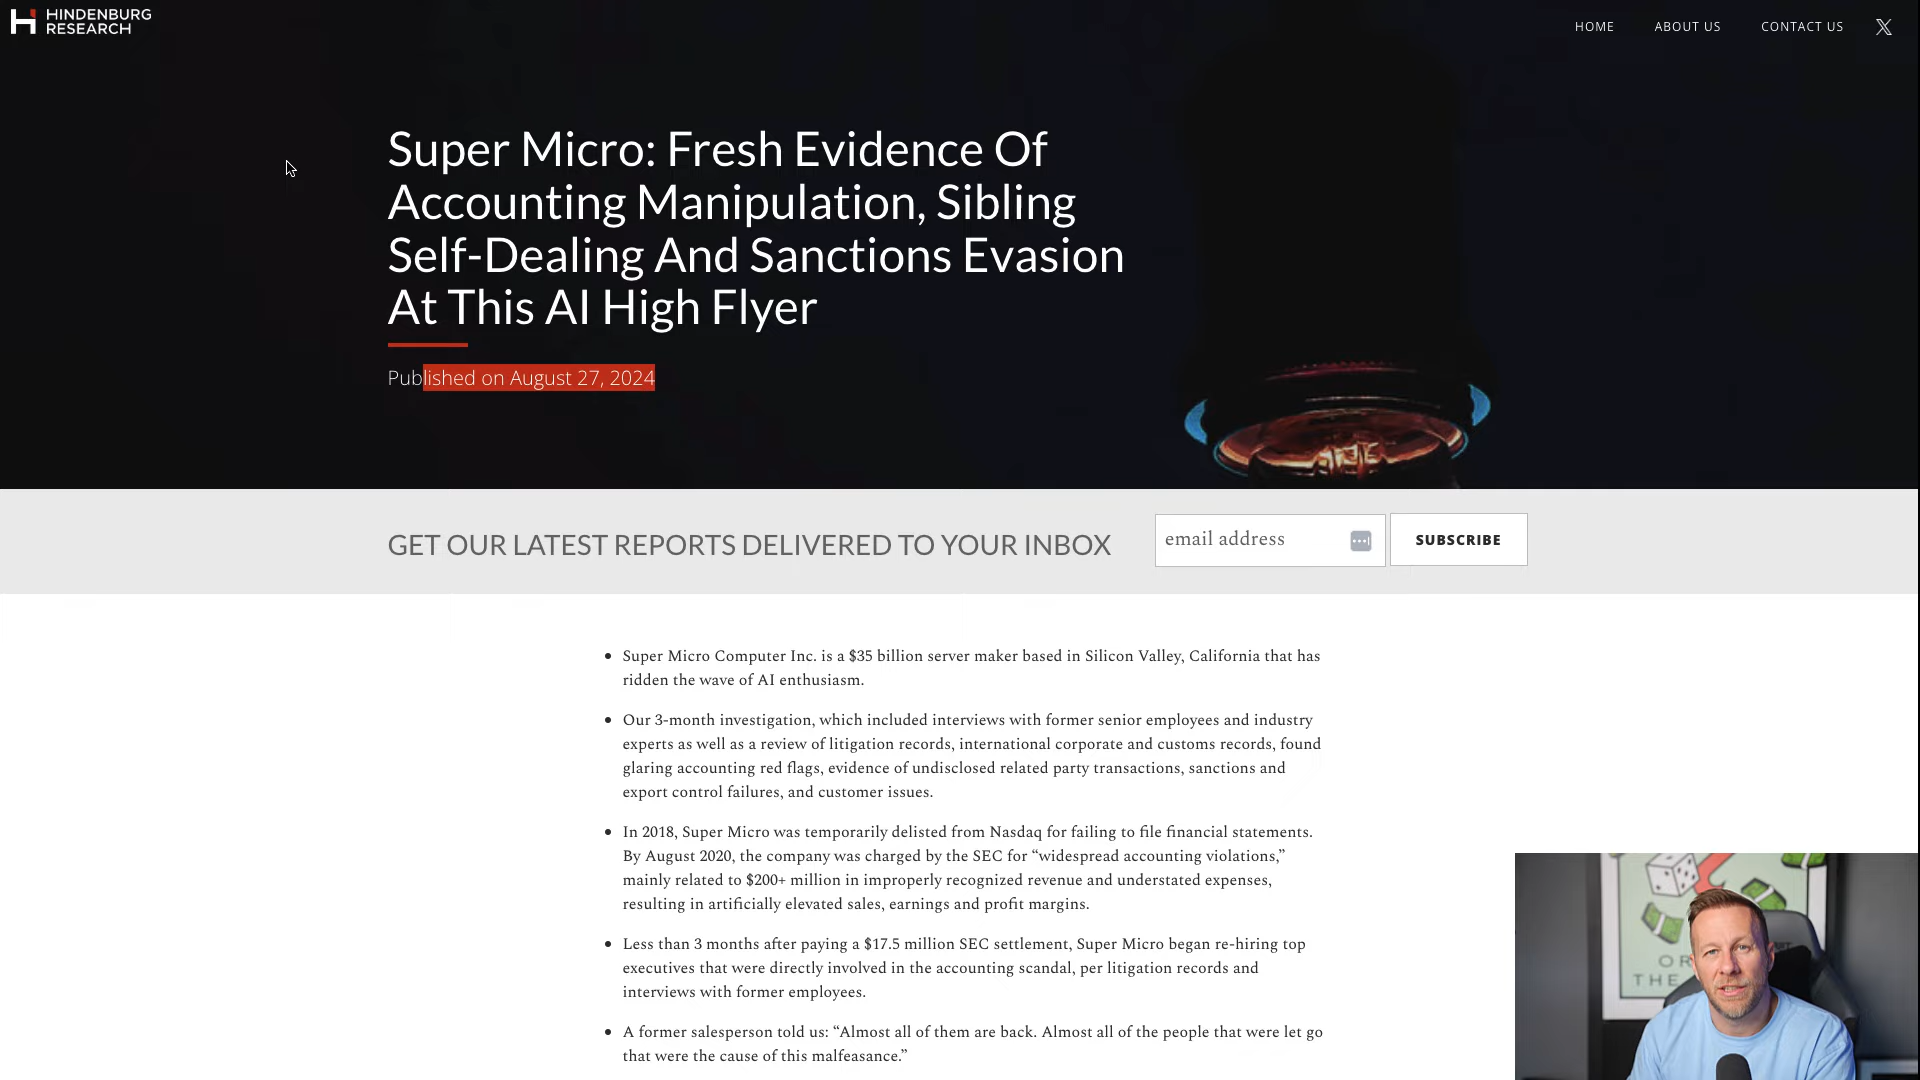 HINDENBURG
RESEARCH
HOME
ABOUT US
CONTACT US
Super Micro: Fresh Evidence Of
Accounting Manipulation, Sibling
Self-Dealing And Sanctions Evasion
At This AI High Flyer
Published on August 27, 2024
GET OUR LATEST REPORTS DELIVERED TO YOUR INBOX
email address
SUBSCRIBE
• Super Micro Computer Inc. is a $35 billion server maker based in Silicon Valley, California that has
ridden the wave of AI enthusiasm.
• Our 3-month investigation, which included interviews with former senior employees and industry
experts as well as a review of litigation records, international corporate and customs records, found
glaring accounting red flags, evidence of undisclosed related party transactions, sanctions and
export control failures, and customer issues.
• In 2018, Super Micro was temporarily delisted from Nasdaq for failing to file financial statements.
By August 2020, the company was charged by the SEC for “widespread accounting violations,”
mainly related to $200+ million in improperly recognized revenue and understated expenses,
resulting in artificially elevated sales, earnings and profit margins.
• Less than 3 months after paying a $17.5 million SEC settlement, Super Micro began re-hiring top
executives that were directly involved in the accounting scandal, per litigation records and
interviews with former employees.
• A former salesperson told us: “Almost all of them are back. Almost all of the people that were let go
that were the cause of this malfeasance.”
OR
THE